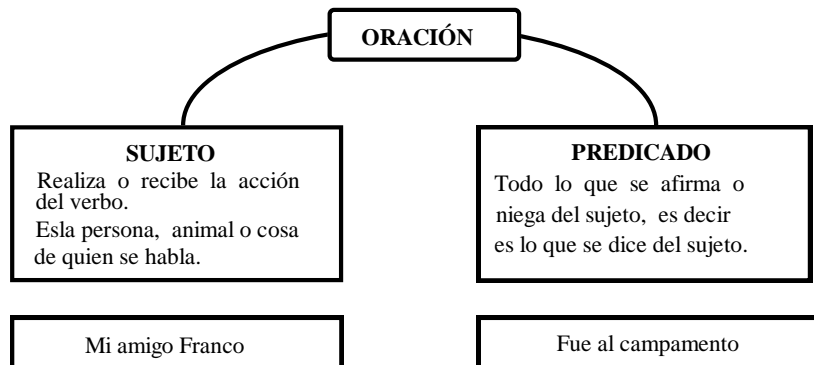 ORACIÓN
SUJETO
Realiza o recibe la acción
del verbo.
Esla persona, animal o cosa
de quien se habla.
PREDICADO
Todo lo que se afirma o
niega del sujeto, es decir
es lo que se dice del sujeto.
Mi amigo Franco
Fue al campamento